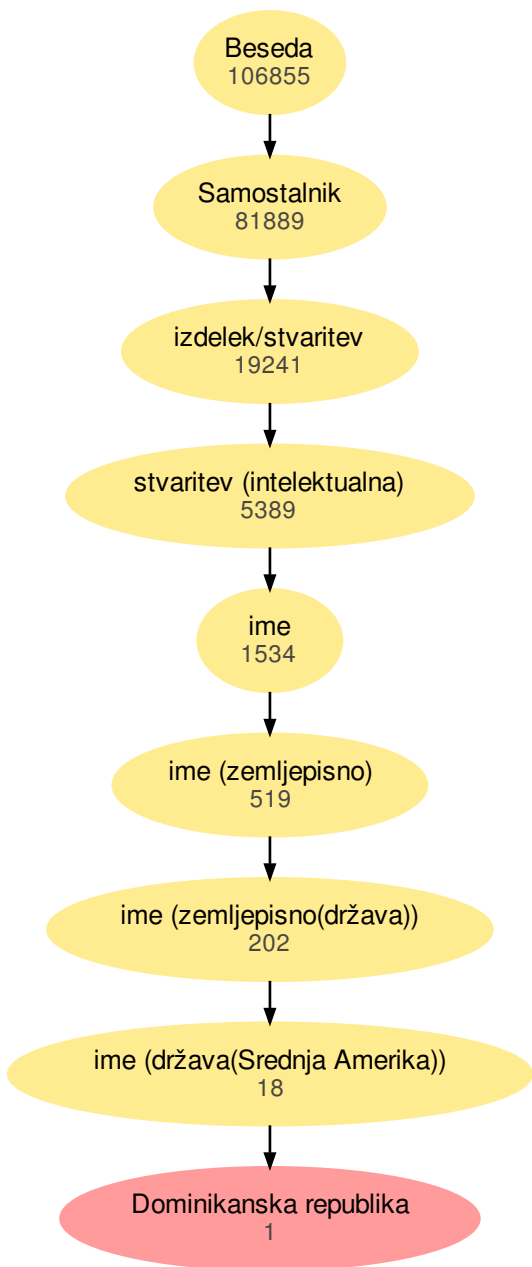 Beseda
106855
Samostalnik
81889
izdelek/stvaritev
19241
stvaritev (intelektualna)
5389
ime
1534
ime (zemljepisno)
519
ime (zemljepisno(država))
202
ime (država(Srednja Amerika))
18
Dominikanska republika
1